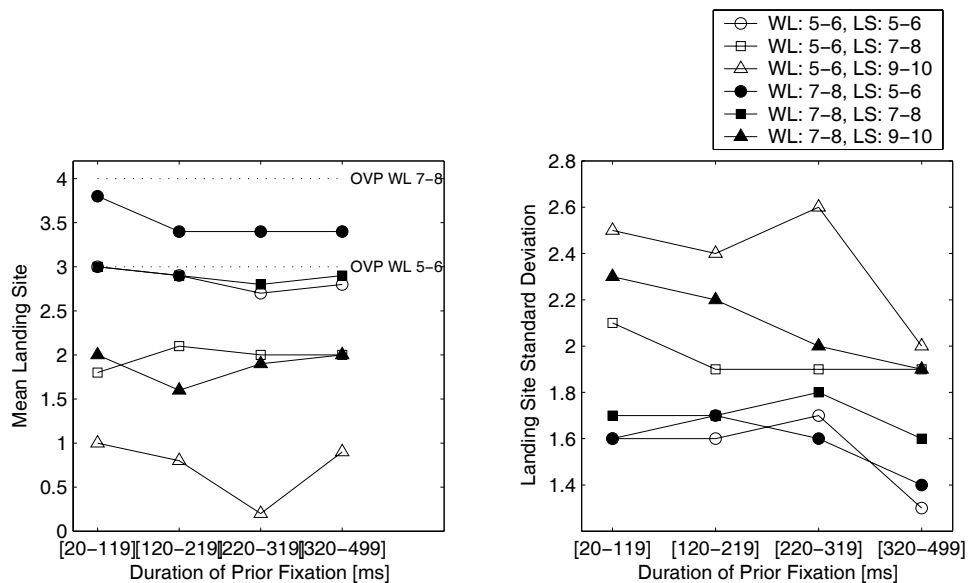 WL: 5−6, LS: 5−6
WL: 5−6, LS: 7−8
WL: 5−6, LS: 9−10
WL: 7−8, LS: 5−6
WL: 7−8, LS: 7−8
WL: 7−8, LS: 9−10
4
3.5
3
2.5
2
1.5
1
0.5
0
Mean Landing Site
OVP WL 7−8
OVP WL 5−6
[20−119]
[120−219]
[220−319]
[320−499]
Duration of Prior Fixation [ms]
2.8
2.6
2.4
2.2
2
1.8
1.6
1.4
Landing Site Standard Deviation
[20−119]
[120−219]
[220−319]
[320−499]
Duration of Prior Fixation [ms]